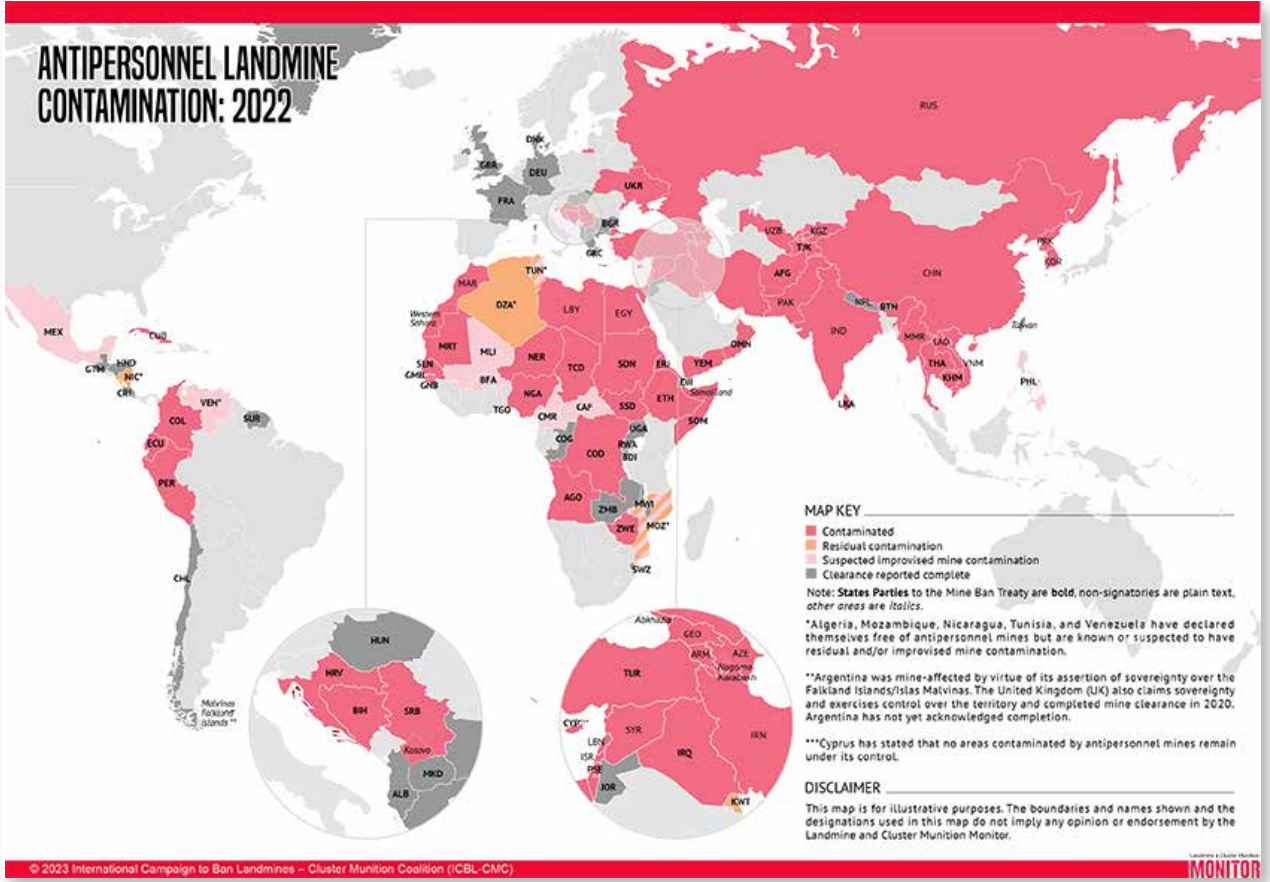 ANTIPERSONNEL LANDMINE
CONTAMINATION: 2022
RUS
DNK
GBR
DEU
UKR
FRA
BGR
GRC
UZB
KGZ
TJK
PRK
KOR
CHN
AFG
PAK
NPL
BTN
IND
Taiwan
MMR
LAO
THA
VNM
KHM
PHL
LKA
TUN*
MAR
DZA*
LBY
EGY
Western
Sahara
MRT
MLI
NER
TCD
SDN
ERI
YEM
OMN
SEN
GMB
GNB
BFA
NGA
TGO
CMR
CAF
SSD
ETH
DJI
Somaliland
SOM
COG
UGA
RWA
BDI
COD
AGO
ZMB
MWI
ZWE
MOZ*
SWZ
MEX
CUB
GTM
HND
NIC*
CRI
VEN*
COL
SUR
ECU
PER
CHL
Malvinas
Falkland
Islands **
HUN
HRV
BIH
SRB
Kosovo
MKD
ALB
Abkhazia
GEO
ARM
AZE
Nagorno
Karabakh
TUR
CYP***
SYR
LBN
ISR
PSE
JOR
IRQ
IRN
KWT
MAP KEY
Contaminated
Residual contamination
Suspected improvised mine contamination
Clearance reported complete
Note: States Parties to the Mine Ban Treaty are bold, non-signatories are plain text,
other areas are italics.
*Algeria, Mozambique, Nicaragua, Tunisia, and Venezuela have declared
themselves free of antipersonnel mines but are known or suspected to have
residual and/or improvised mine contamination.
**Argentina was mine-affected by virtue of its assertion of sovereignty over the
Falkland Islands/Islas Malvinas. The United Kingdom (UK) also claims sovereignty
and exercises control over the territory and completed mine clearance in 2020.
Argentina has not yet acknowledged completion.
***Cyprus has stated that no areas contaminated by antipersonnel mines remain
under its control.
DISCLAIMER
This map is for illustrative purposes. The boundaries and names shown and the
designations used in this map do not imply any opinion or endorsement by the
Landmine and Cluster Munition Monitor.
© 2023 International Campaign to Ban Landmines – Cluster Munition Coalition (ICBL-CMC)
Landmine & Cluster Munition
MONITOR